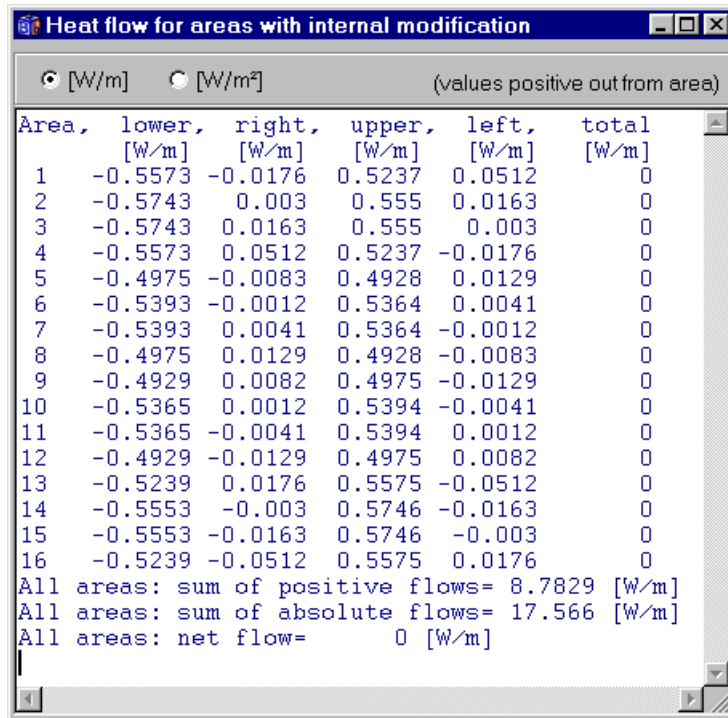 Heat flow for areas with internal modification
[W/m] [W/m²] (values positive out from area)
Area, lower, right, upper, left, total
[W/m] [W/m] [W/m] [W/m] [W/m]
1 -0.5573 -0.0176 0.5237 0.0512 0
2 -0.5743 0.003 0.555 0.0163 0
3 -0.5743 0.0163 0.555 0.003 0
4 -0.5573 0.0512 0.5237 -0.0176 0
5 -0.4975 -0.0083 0.4928 0.0129 0
6 -0.5393 -0.0012 0.5364 0.0041 0
7 -0.5393 0.0041 0.5364 -0.0012 0
8 -0.4975 0.0129 0.4928 -0.0083 0
9 -0.4929 0.0082 0.4975 -0.0129 0
10 -0.5365 0.0012 0.5394 -0.0041 0
11 -0.5365 -0.0041 0.5394 0.0012 0
12 -0.4929 -0.0129 0.4975 0.0082 0
13 -0.5239 0.0176 0.5575 -0.0512 0
14 -0.5553 -0.003 0.5746 -0.0163 0
15 -0.5553 -0.0163 0.5746 -0.003 0
16 -0.5239 -0.0512 0.5575 0.0176 0
All areas: sum of positive flows= 8.7829 [W/m]
All areas: sum of absolute flows= 17.566 [W/m]
All areas: net flow= 0 [W/m]